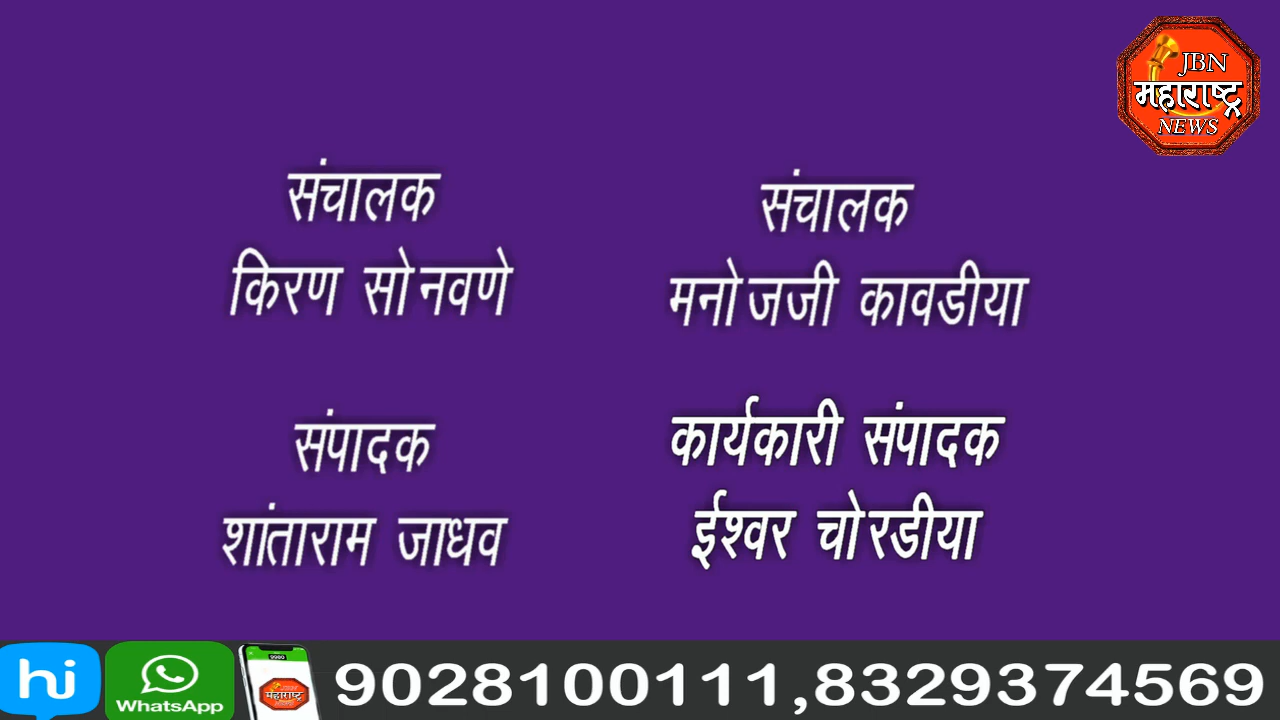 JBN
महाराष्ट्र
NEWS
संचालक
किरण सोनवणे
संचालक
मनोजजी कावडीया
संपादक
शांताराम जाधव
कार्यकारी संपादक
ईश्वर चोरडीया
hi
WhatsApp
महाराष्ट्र
9028100111,8329374569